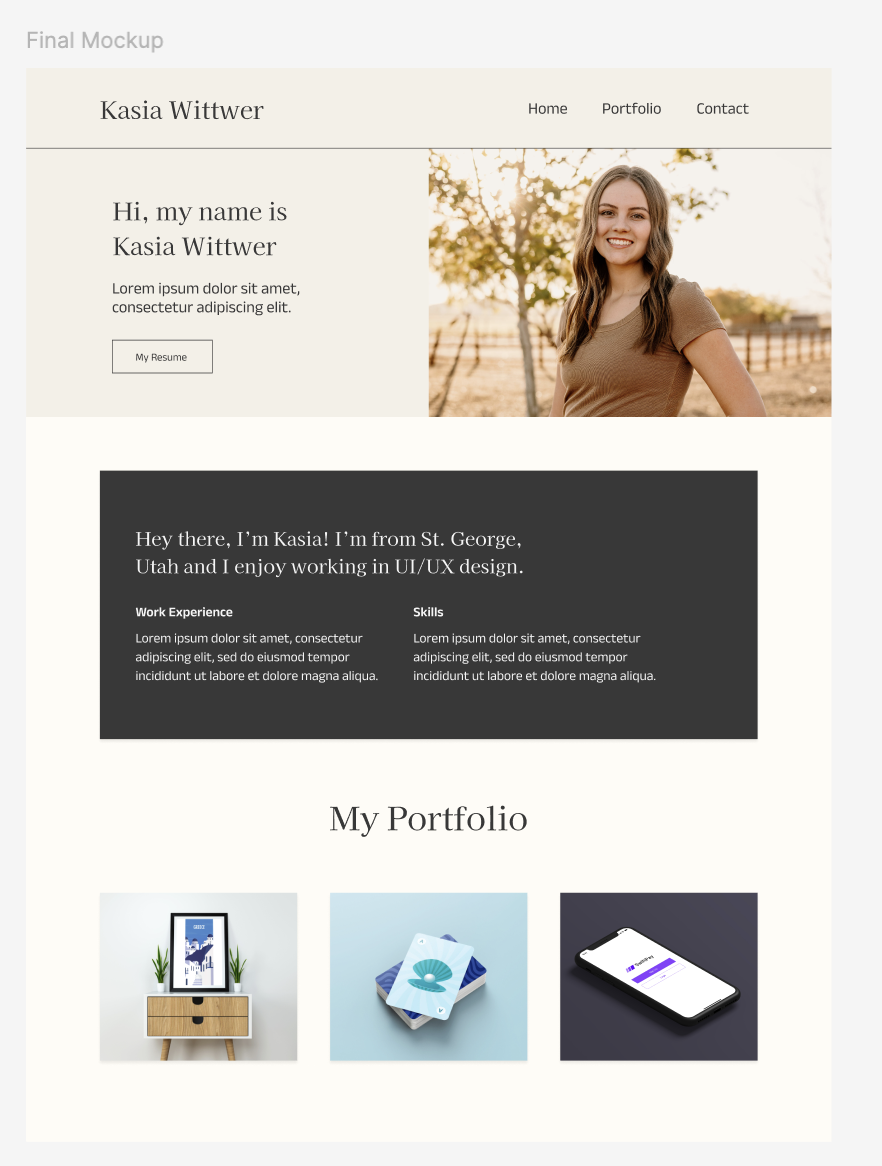 Final Mockup
Kasia Wittwer
Home Portfolio Contact
Hi, my name is
Kasia Wittwer
Lorem ipsum dolor sit amet,
consectetur adipiscing elit.
My Resume
Hey there, I’m Kasia! I’m from St. George,
Utah and I enjoy working in UI/UX design.
Work Experience
Lorem ipsum dolor sit amet, consectetur
adipiscing elit, sed do eiusmod tempor
incididunt ut labore et dolore magna aliqua.
Skills
Lorem ipsum dolor sit amet, consectetur
adipiscing elit, sed do eiusmod tempor
incididunt ut labore et dolore magna aliqua.
My Portfolio
GREECE